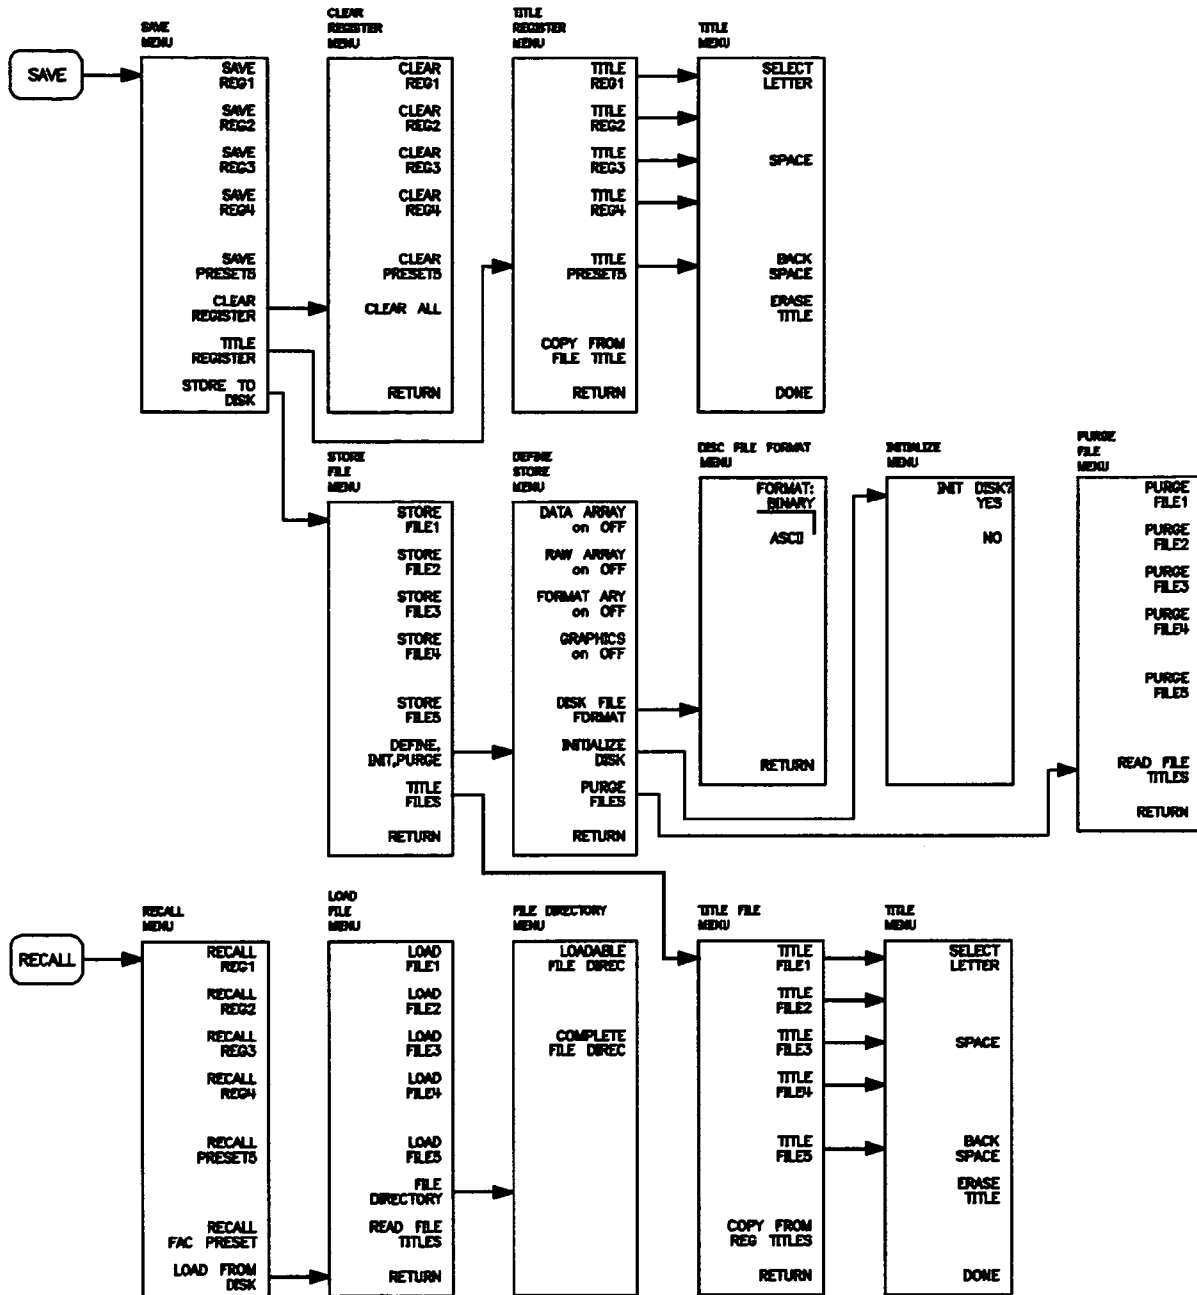 SAVE
SAVE
MENU
SAVE
REG1
SAVE
REG2
SAVE
REG3
SAVE
REG4
SAVE
PRESET5
CLEAR
REGISTER
TITLE
REGISTER
STORE TO
DISK
CLEAR
REGISTER
MENU
CLEAR
REG1
CLEAR
REG2
CLEAR
REG3
CLEAR
REG4
CLEAR
PRESET5
CLEAR ALL
RETURN
TITLE
REGISTER
MENU
TITLE
REG1
TITLE
REG2
TITLE
REG3
TITLE
REG4
TITLE
PRESET5
COPY FROM
FILE TITLE
RETURN
TITLE
MENU
SELECT
LETTER
SPACE
BACK
SPACE
ERASE
TITLE
DONE
STORE
FILE
MENU
STORE
FILE1
STORE
FILE2
STORE
FILE3
STORE
FILE4
STORE
FILE5
DEFINE,
INIT,PURGE
TITLE
FILES
RETURN
DEFINE
STORE
MENU
DATA ARRAY
on OFF
RAW ARRAY
on OFF
FORMAT ARY
on OFF
GRAPHICS
on OFF
DISK FILE
FORMAT
INITIALIZE
DISK
PURGE
FILES
RETURN
DISC FILE FORMAT
MENU
FORMAT:
BINARY
ASCII
RETURN
INITIALIZE
MENU
INIT DISK?
YES
NO
PURGE
FILE
MENU
PURGE
FILE1
PURGE
FILE2
PURGE
FILE3
PURGE
FILE4
PURGE
FILE5
READ FILE
TITLES
RETURN
RECALL
RECALL
MENU
RECALL
REG1
RECALL
REG2
RECALL
REG3
RECALL
REG4
RECALL
PRESET5
RECALL
FAC PRESET
LOAD FROM
DISK
LOAD
FILE
MENU
LOAD
FILE1
LOAD
FILE2
LOAD
FILE3
LOAD
FILE4
LOAD
FILE5
FILE
DIRECTORY
READ FILE
TITLES
RETURN
FILE DIRECTORY
MENU
LOADABLE
FILE DIREC
COMPLETE
FILE DIREC
TITLE FILE
MENU
TITLE
FILE1
TITLE
FILE2
TITLE
FILE3
TITLE
FILE4
TITLE
FILE5
COPY FROM
REG TITLES
RETURN
TITLE
MENU
SELECT
LETTER
SPACE
BACK
SPACE
ERASE
TITLE
DONE